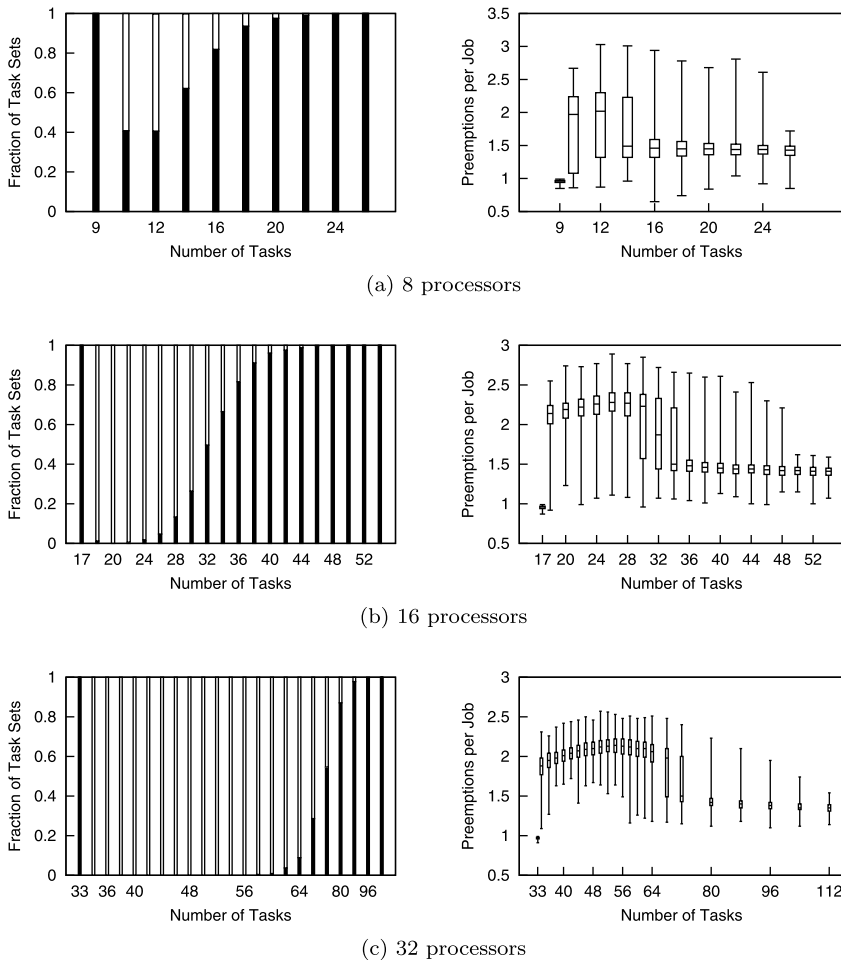 1
0.8
0.6
0.4
0.2
0
Fraction of Task Sets
9 12 16 20 24
Number of Tasks
3.5
3
2.5
2
1.5
1
0.5
Preemptions per Job
9 12 16 20 24
Number of Tasks
(a) 8 processors
1
0.8
0.6
0.4
0.2
0
Fraction of Task Sets
17 20 24 28 32 36 40 44 48 52
Number of Tasks
3
2.5
2
1.5
1
0.5
Preemptions per Job
17 20 24 28 32 36 40 44 48 52
Number of Tasks
(b) 16 processors
1
0.8
0.6
0.4
0.2
0
Fraction of Task Sets
33 36 40 48 56 64 80 96
Number of Tasks
3
2.5
2
1.5
1
0.5
Preemptions per Job
33 40 48 56 64 80 96 112
Number of Tasks
(c) 32 processors